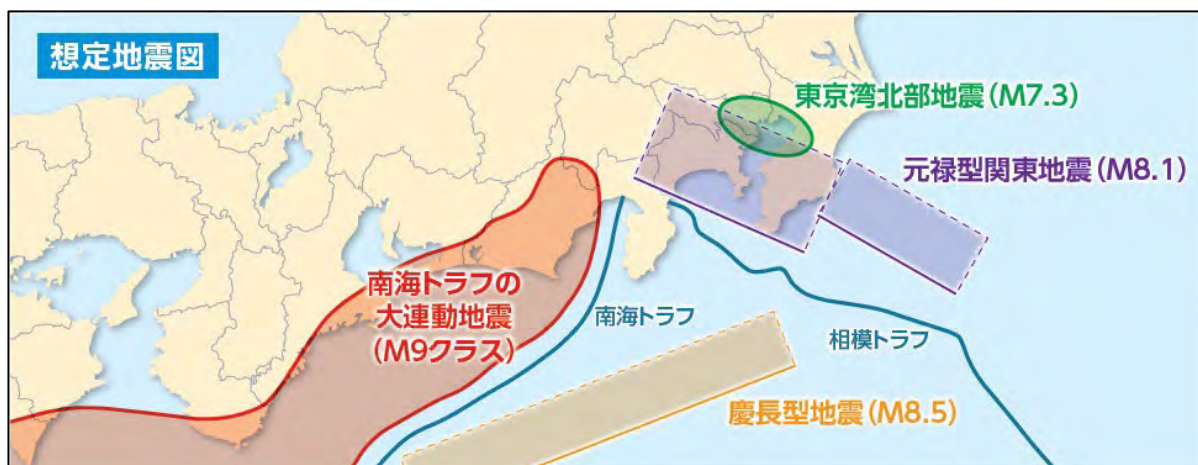 想定地震図
東京湾北部地震(M7.3)
元禄型関東地震(M8.1)
南海トラフの
大連動地震
(M9クラス)
南海トラフ
相模トラフ
慶長型地震(M8.5)